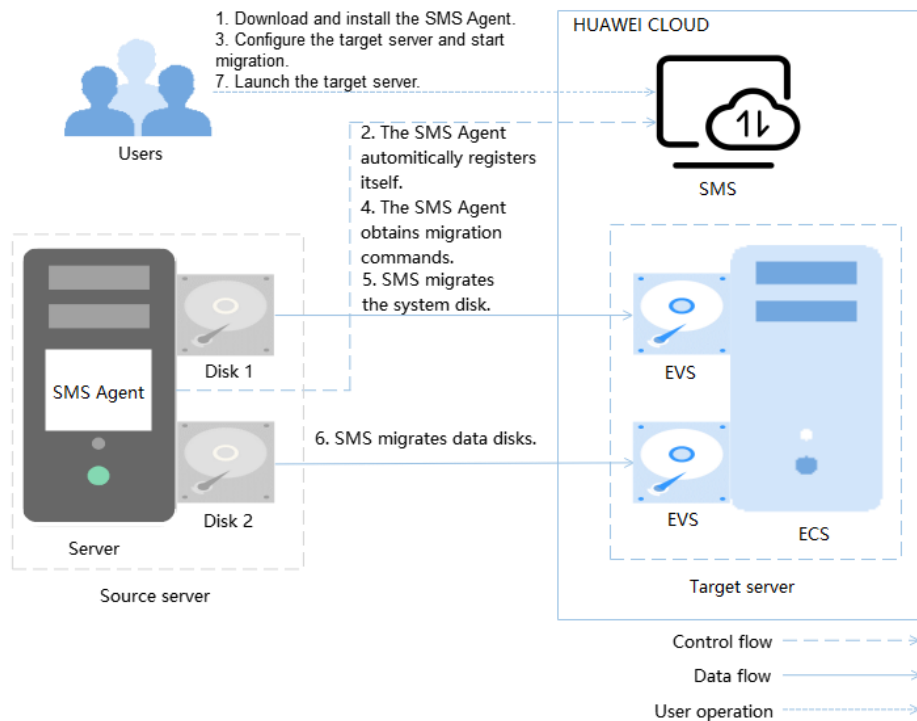 1. Download and install the SMS Agent.
3. Configure the target server and start
migration.
7. Launch the target server.
Users
HUAWEI CLOUD
SMS
2. The SMS Agent
automitically registers
itself.
4. The SMS Agent
obtains migration
commands.
5. SMS migrates
the system disk.
SMS Agent
Disk 1
Disk 2
Server
Source server
6. SMS migrates data disks.
EVS
EVS
ECS
Target server
Control flow
Data flow
User operation